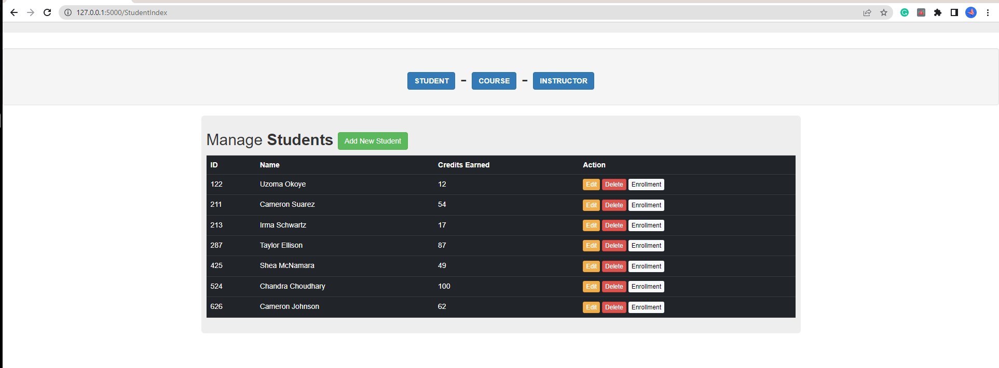 127.0.0.1:5000/StudentIndex
STUDENT - COURSE - INSTRUCTOR
Manage Students Add New Student
ID Name Credits Earned Action
122 Uzoma Okoye 12 Edit Delete Enrollment
211 Cameron Suarez 54 Edit Delete Enrollment
213 Irma Schwartz 17 Edit Delete Enrollment
287 Taylor Ellison 87 Edit Delete Enrollment
425 Shea McNamara 49 Edit Delete Enrollment
524 Chandra Choudhary 100 Edit Delete Enrollment
626 Cameron Johnson 62 Edit Delete Enrollment